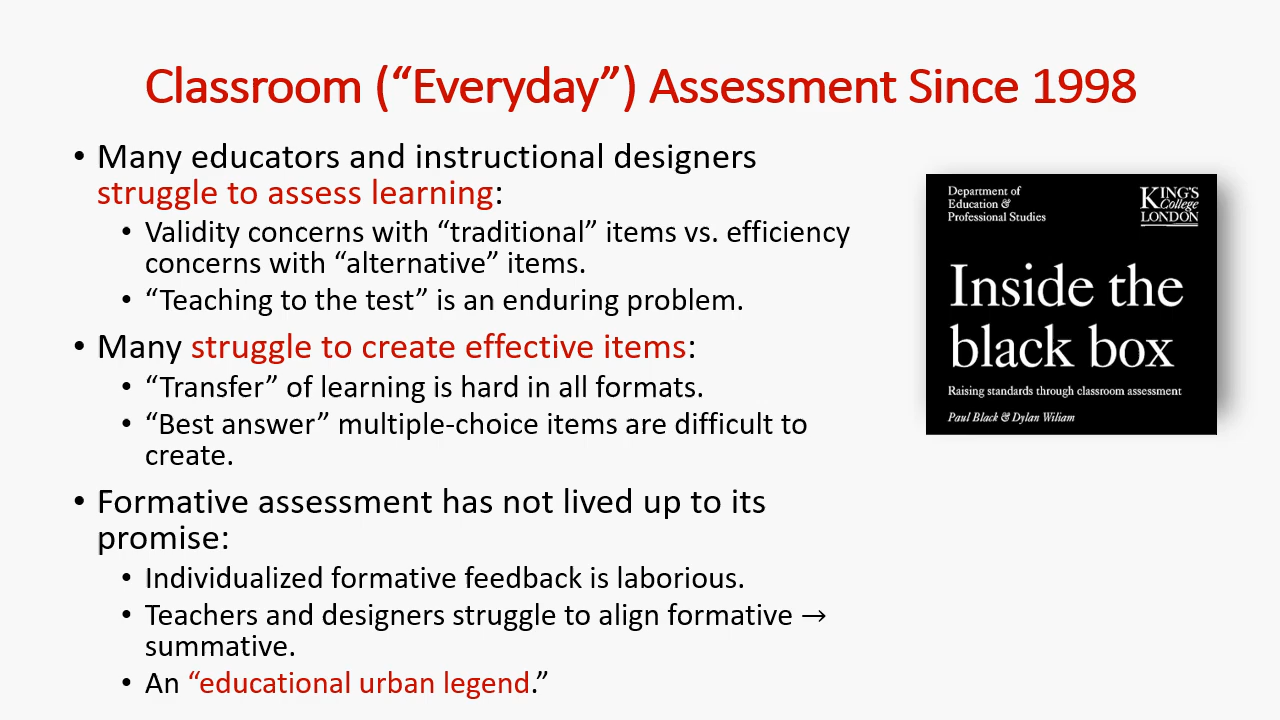 Classroom (“Everyday”) Assessment Since 1998
• Many educators and instructional designers
struggle to assess learning:
• Validity concerns with “traditional” items vs. efficiency
concerns with “alternative” items.
• “Teaching to the test” is an enduring problem.
• Many struggle to create effective items:
• “Transfer” of learning is hard in all formats.
• “Best answer” multiple-choice items are difficult to
create.
• Formative assessment has not lived up to its
promise:
• Individualized formative feedback is laborious.
• Teachers and designers struggle to align formative →
summative.
• An “educational urban legend.”
Department of
Education &
Professional Studies
KING'S
College
LONDON
Inside the
black box
Raising standards through classroom assessment
Paul Black & Dylan Wiliam